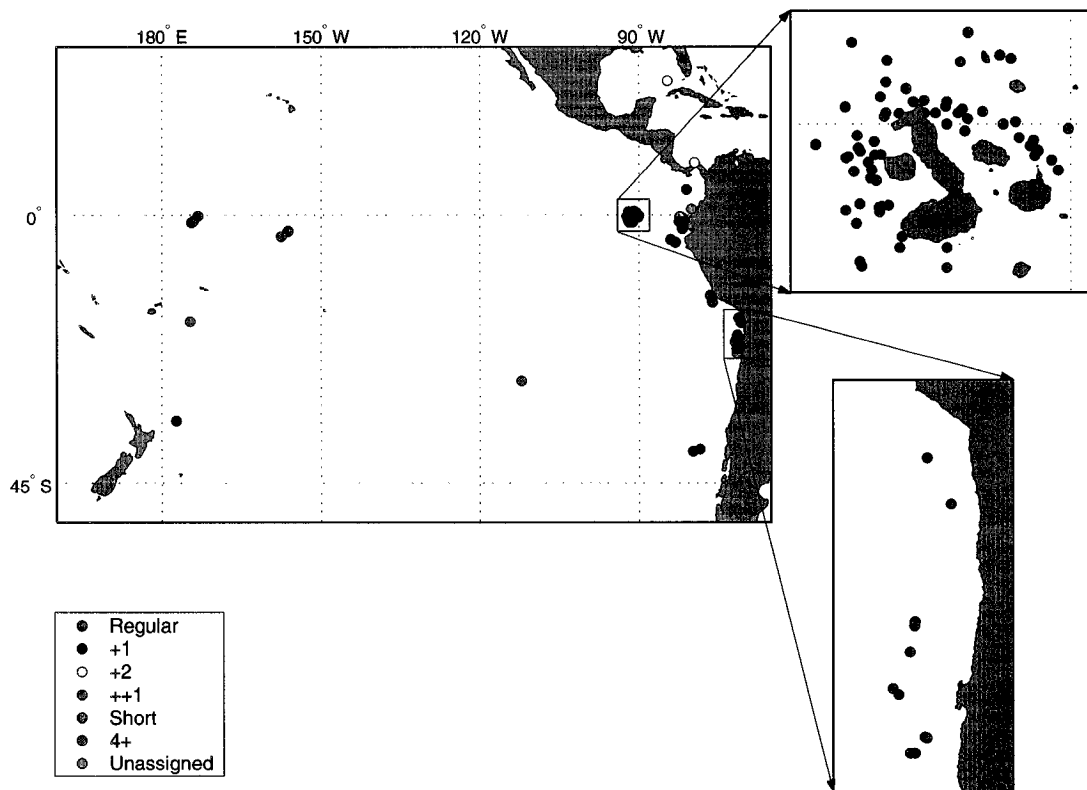 180° E 150° W 120° W 90° W
0°
45° S
Regular
+1
+2
++1
Short
4+
Unassigned